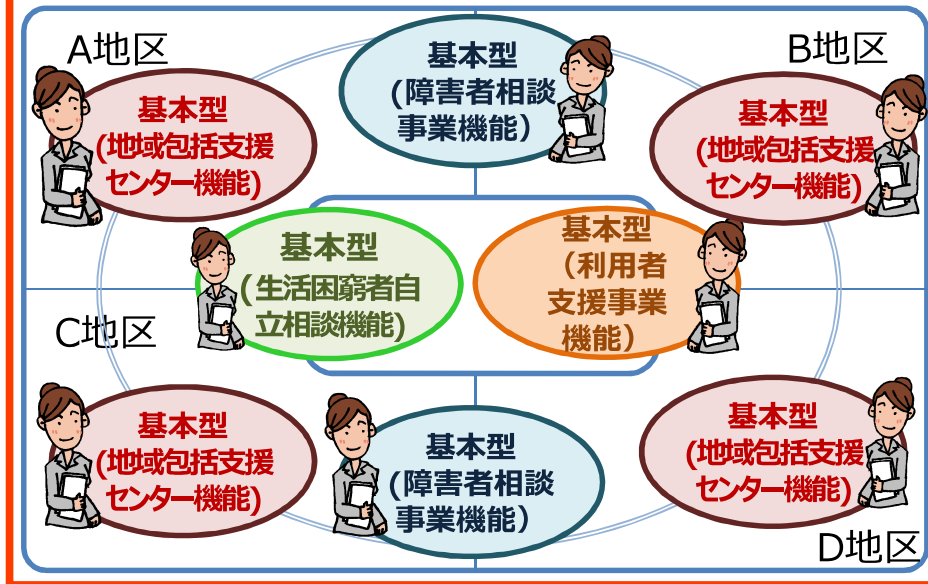 A地区
基本型
(地域包括支援
センター機能)
基本型
(障害者相談
事業機能）
B地区
基本型
(地域包括支援
センター機能)
基本型
(生活困窮者自
立相談機能)
基本型
（利用者
支援事業
機能）
C地区
基本型
(地域包括支援
センター機能)
基本型
(障害者相談
事業機能）
基本型
(地域包括支援
センター機能)
D地区